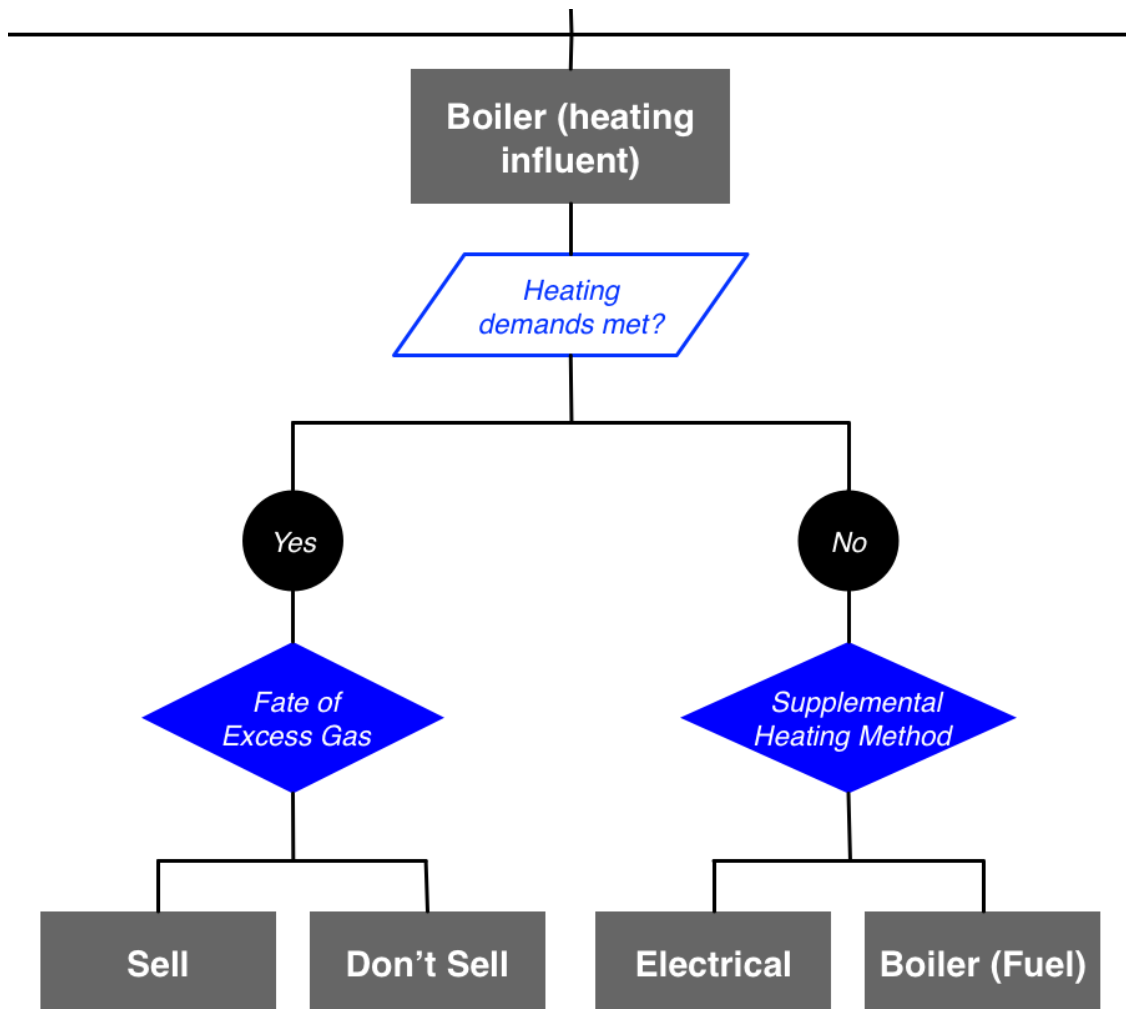 Boiler (heating
influent)
Heating
demands met?
Yes
No
Fate of
Excess Gas
Supplemental
Heating Method
Sell
Don’t Sell
Electrical
Boiler (Fuel)